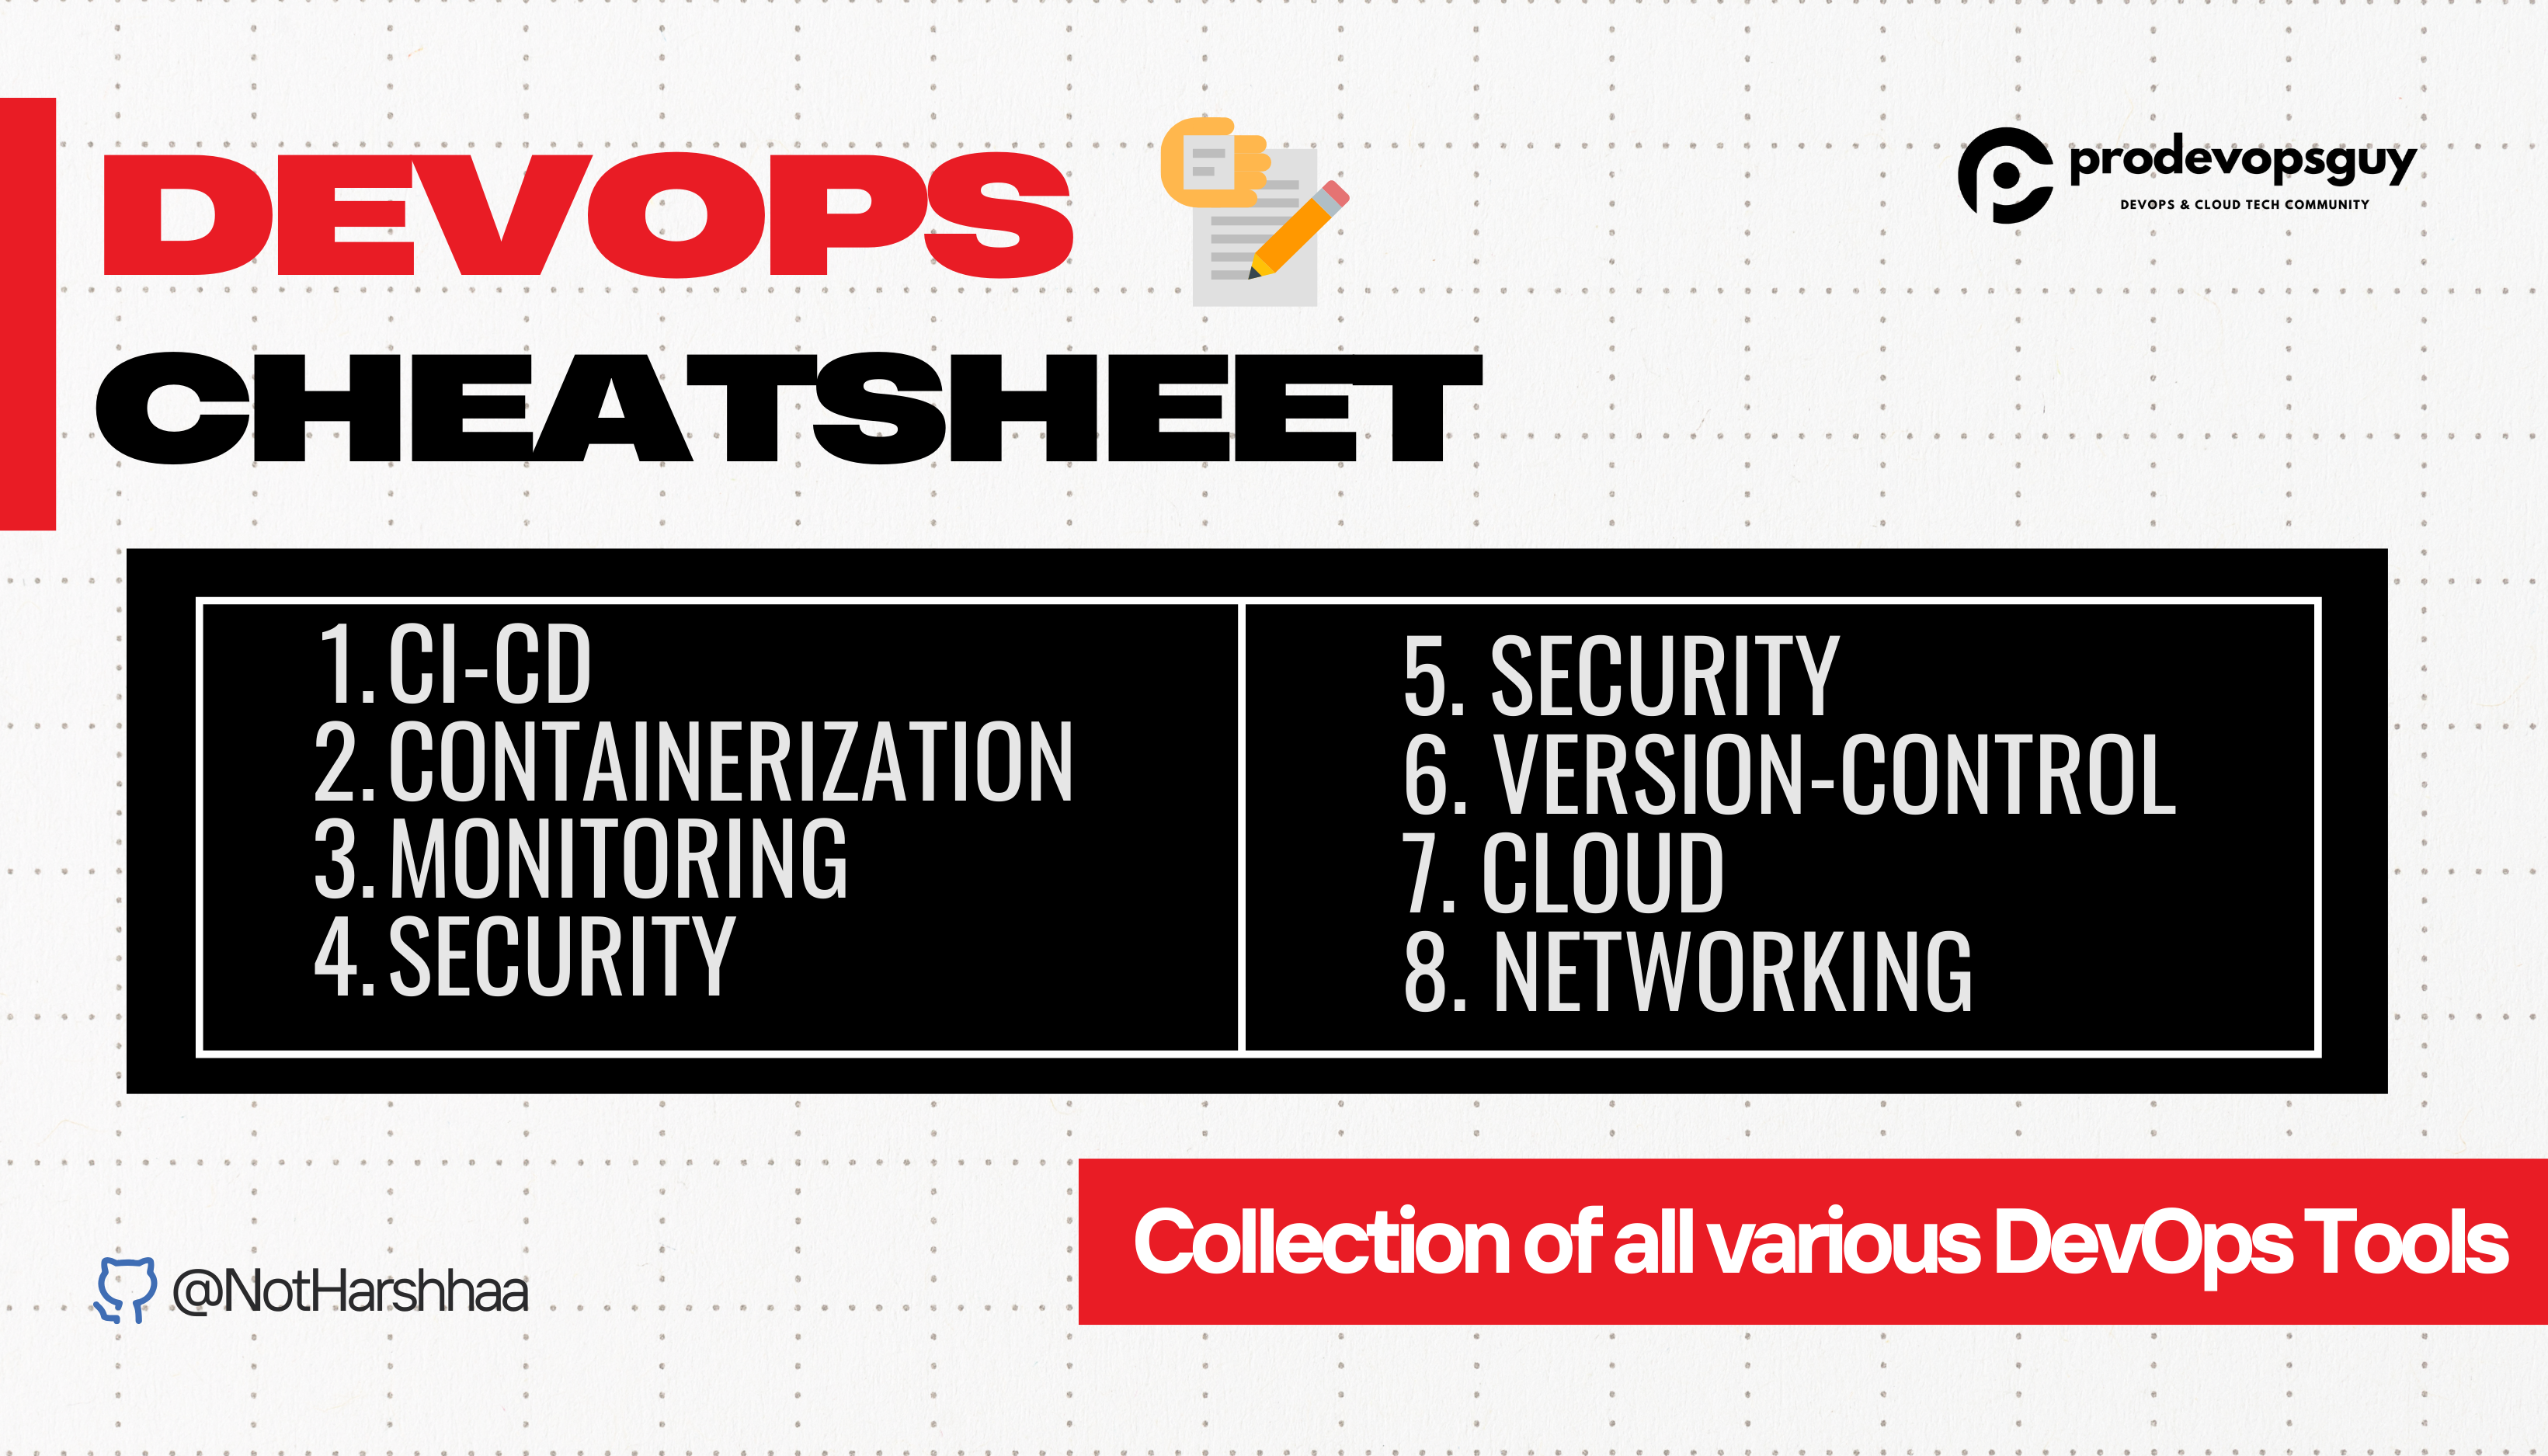 DEVOPS
prodevopsguy
DEVOPS & CLOUD TECH COMMUNITY
CHEATSHEET
1. CI-CD
2. CONTAINERIZATION
3. MONITORING
4. SECURITY
5. SECURITY
6. VERSION-CONTROL
7. CLOUD
8. NETWORKING
Collection of all various DevOps Tools
@NotHarshhaa